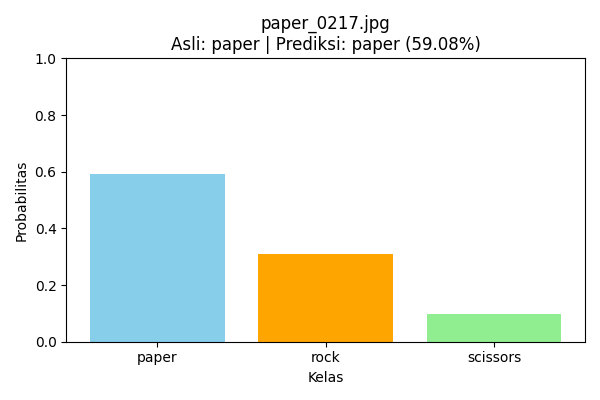 paper_0217.jpg
Asli: paper | Prediksi: paper (59.08%)
Probabilitas
1.0
0.8
0.6
0.4
0.2
0.0
paper rock scissors
Kelas